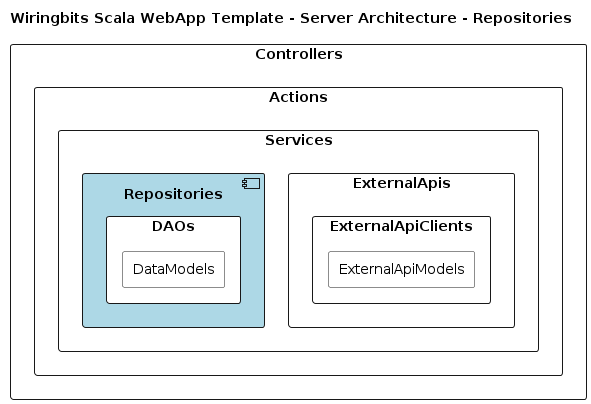 Wiringbits Scala WebApp Template - Server Architecture - Repositories
Controllers
Actions
Services
Repositories
DAOs
DataModels
ExternalApis
ExternalApiClients
ExternalApiModels